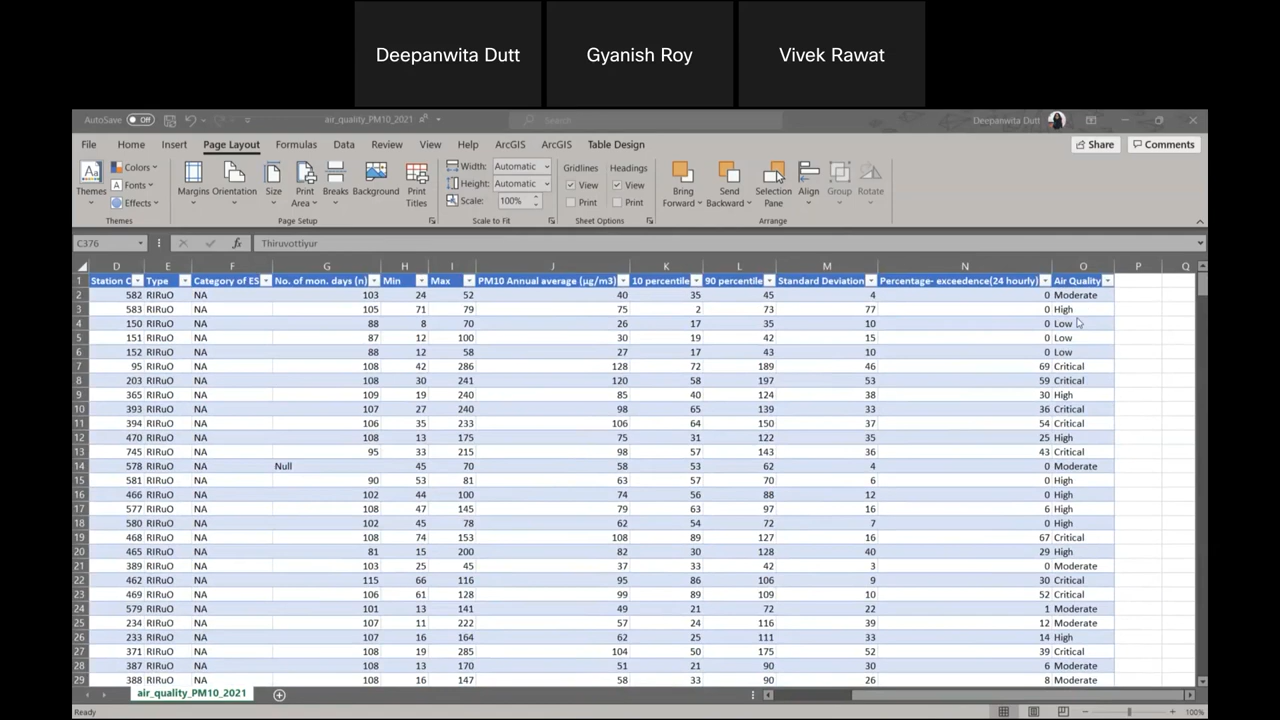 Deepanwita Dutt Gyanish Roy Vivek Rawat
AutoSave Off air_quality_PM10_2021 Search Deepanwita Dutt
File Home Insert Page Layout Formulas Data Review View Help ArcGIS ArcGIS Table Design Share Comments
Themes Colors Fonts Effects Margins Orientation Size Print Area Breaks Background Print Titles Width: Automatic Height: Automatic Scale: 100% Gridlines View Print Headings View Print Bring Forward Send Backward Selection Pane Align Group Rotate
Themes Page Setup Scale to Fit Sheet Options Arrange
C376 fx Thiruvottiyur
D E F G H I J K L M N O P Q
1 Station C Type Category of ES No. of mon. days (n) Min Max PM10 Annual average (µg/m3) 10 percentile 90 percentile Standard Deviation Percentage- exceedence(24 hourly) Air Quality
2 582 RIRuO NA 103 24 52 40 35 45 4 0 Moderate
3 583 RIRuO NA 105 71 79 75 2 73 77 0 High
4 150 RIRuO NA 88 8 70 26 17 35 10 0 Low
5 151 RIRuO NA 87 12 100 30 19 42 15 0 Low
6 152 RIRuO NA 88 12 58 27 17 43 10 0 Low
7 95 RIRuO NA 108 42 286 128 72 189 46 69 Critical
8 203 RIRuO NA 108 30 241 120 58 197 53 59 Critical
9 365 RIRuO NA 109 19 240 85 40 124 38 30 High
10 393 RIRuO NA 107 27 240 98 65 139 33 36 Critical
11 394 RIRuO NA 106 35 233 106 64 150 37 54 Critical
12 470 RIRuO NA 108 13 175 75 31 122 35 25 High
13 745 RIRuO NA 95 33 215 98 57 143 36 43 Critical
14 578 RIRuO NA Null 45 70 58 53 62 4 0 Moderate
15 581 RIRuO NA 90 53 81 63 57 70 6 0 High
16 466 RIRuO NA 102 44 100 74 56 88 12 0 High
17 577 RIRuO NA 108 47 145 79 63 97 16 6 High
18 580 RIRuO NA 102 45 78 62 54 72 7 0 High
19 468 RIRuO NA 108 74 153 108 89 127 16 67 Critical
20 465 RIRuO NA 81 15 200 82 30 128 40 29 High
21 389 RIRuO NA 103 25 45 37 33 42 3 0 Moderate
22 462 RIRuO NA 115 66 116 95 86 106 9 30 Critical
23 469 RIRuO NA 106 61 128 99 89 109 10 52 Critical
24 579 RIRuO NA 101 13 141 49 21 72 22 1 Moderate
25 234 RIRuO NA 107 11 222 57 24 116 39 12 Moderate
26 233 RIRuO NA 107 16 164 62 25 111 33 14 High
27 371 RIRuO NA 108 19 285 104 50 175 52 39 Critical
28 387 RIRuO NA 108 13 170 51 21 90 30 6 Moderate
29 388 RIRuO NA 108 16 147 58 33 90 26 8 Moderate
air_quality_PM10_2021
Ready 100%